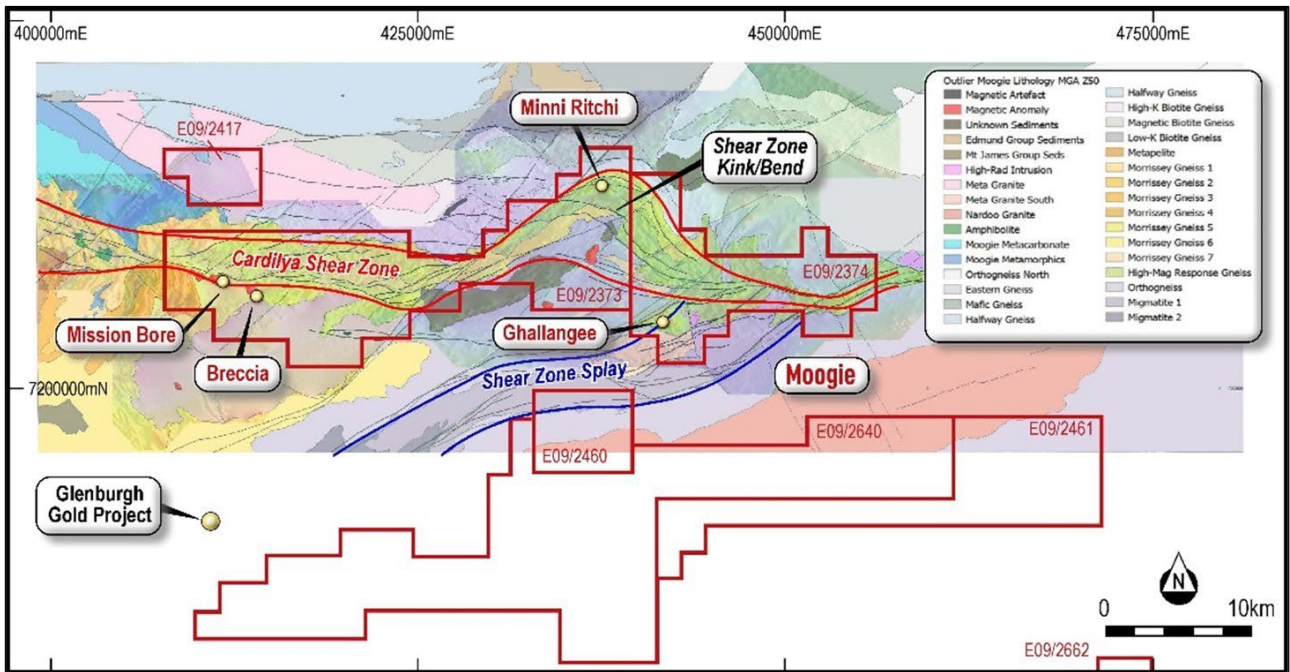 400000mE
425000mE
450000mE
475000mE
Minni Ritchi
E09/2417
Shear Zone
Kink/Bend
Cardilya Shear Zone
E09/2374
E09/2373
Mission Bore
Ghallangee
Breccia
Shear Zone Splay
Moogie
7200000mN
E09/2460
E09/2640
E09/2461
Glenburgh
Gold Project
N
0
10km
E09/2662
Outlier Moogie Lithology MGA Z50
Magnetic Artefact
Magnetic Anomaly
Unknown Sediments
Edmund Group Sediments
Mt James Group Seds
High-Rad Intrusion
Meta Granite
Meta Granite South
Nardoo Granite
Amphibolite
Moogie Metacarbonate
Moogie Metamorphics
Orthogneiss North
Eastern Gneiss
Mafic Gneiss
Halfway Gneiss
Halfway Gneiss
High-K Biotite Gneiss
Magnetic Biotite Gneiss
Low-K Biotite Gneiss
Metapelite
Morrissey Gneiss 1
Morrissey Gneiss 2
Morrissey Gneiss 3
Morrissey Gneiss 4
Morrissey Gneiss 5
Morrissey Gneiss 6
Morrissey Gneiss 7
High-Mag Response Gneiss
Orthogneiss
Migmatite 1
Migmatite 2